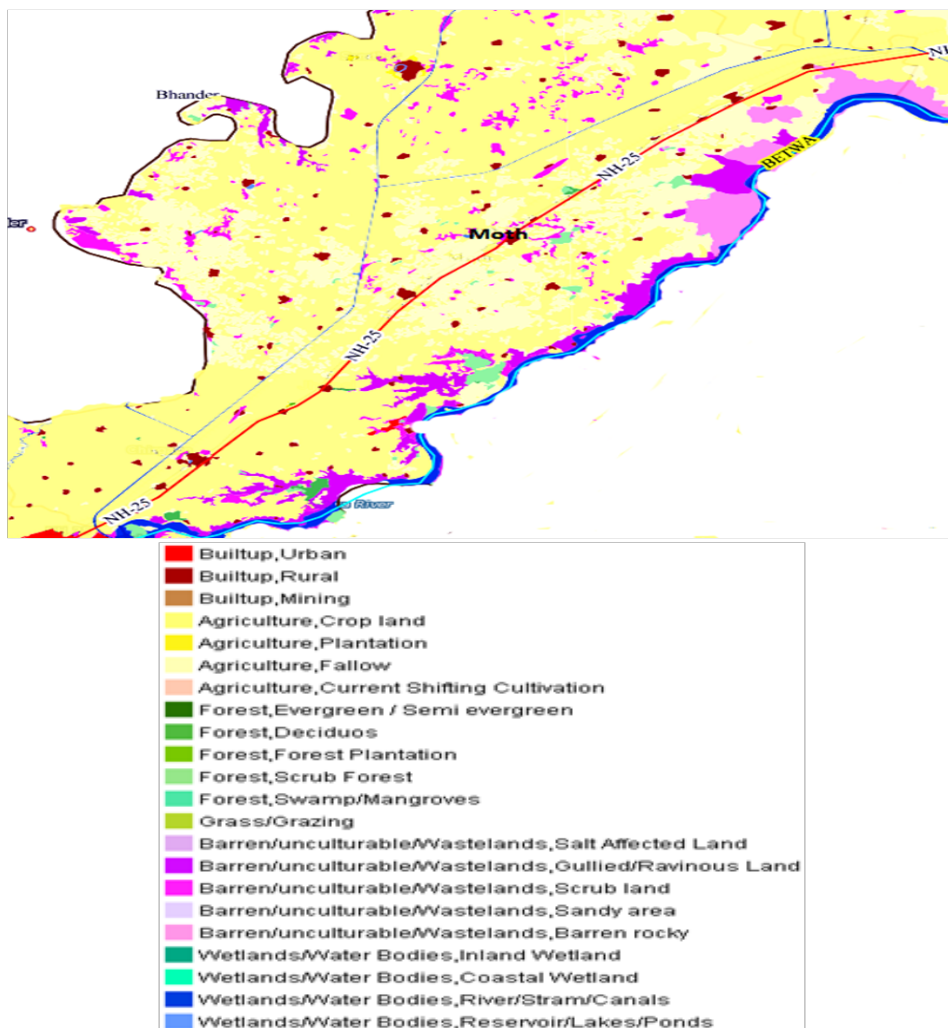 NH
Bhander
BETWA
NH-25
der
Moth
NH-25
a River
NH-25
Builtup,Urban
Builtup,Rural
Builtup,Mining
Agriculture,Crop land
Agriculture,Plantation
Agriculture,Fallow
Agriculture,Current Shifting Cultivation
Forest,Evergreen / Semi evergreen
Forest,Deciduos
Forest,Forest Plantation
Forest,Scrub Forest
Forest,Swamp/Mangroves
Grass/Grazing
Barren/unculturable/Wastelands,Salt Affected Land
Barren/unculturable/Wastelands,Gullied/Ravinous Land
Barren/unculturable/Wastelands,Scrub land
Barren/unculturable/Wastelands,Sandy area
Barren/unculturable/Wastelands,Barren rocky
Wetlands/Water Bodies,Inland Wetland
Wetlands/Water Bodies,Coastal Wetland
Wetlands/Water Bodies,River/Stram/Canals
Wetlands/Water Bodies,Reservoir/Lakes/Ponds